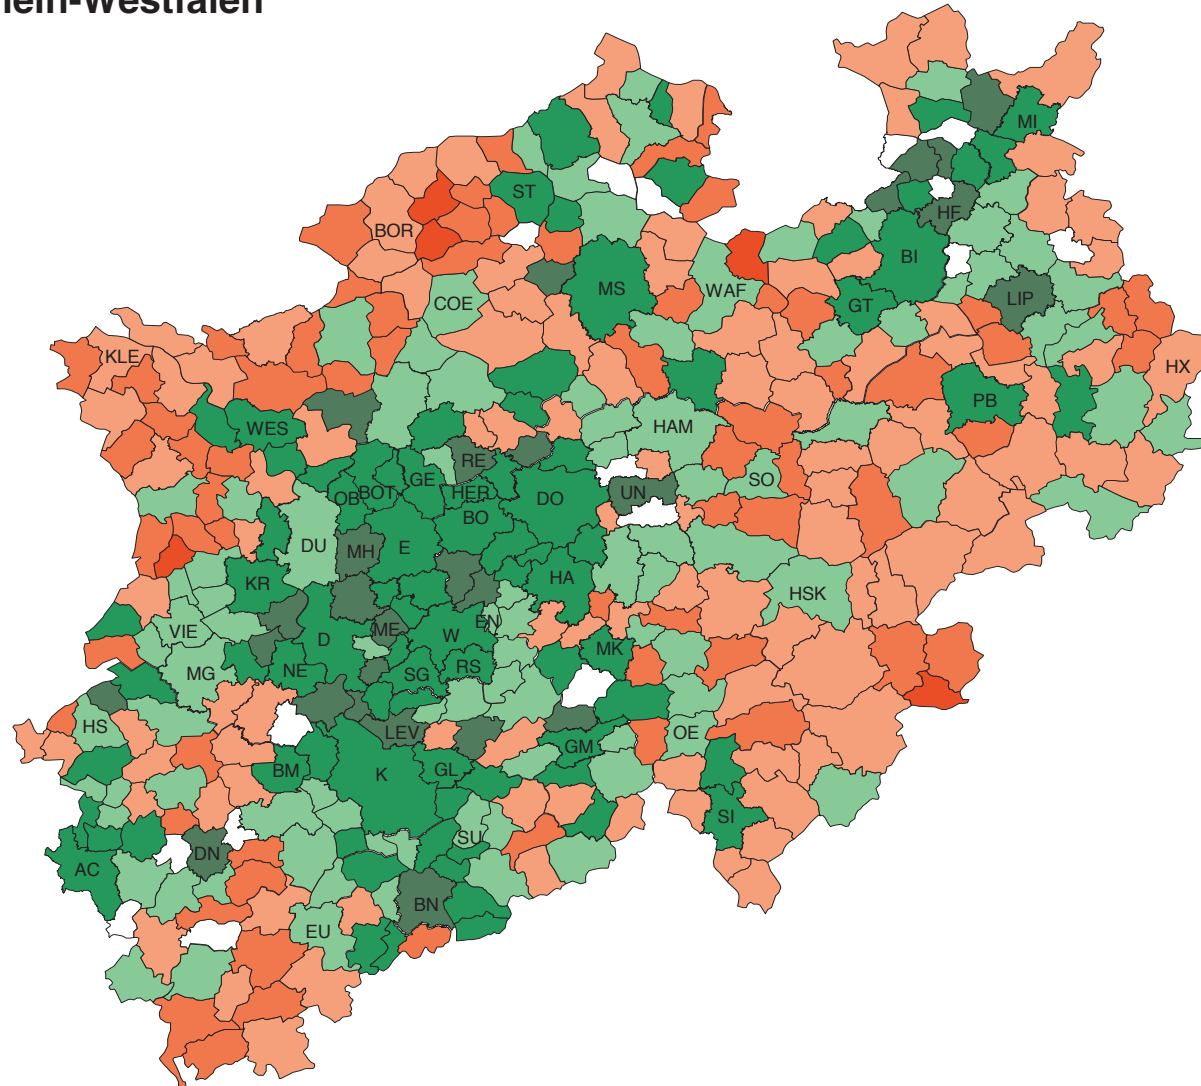 hein-Westfalen
MI
ST
HF
BOR
BI
MS
WAF
LIP
COE
GT
KLE
HX
PB
WES
HAM
RE
GE
SO
BOT
HER
UN
OB
DO
BO
DU
MH
E
HA
KR
HSK
EN
VIE
ME
W
D
MK
RS
NE
MG
SG
HS
LEV
OE
GM
BM
K
GL
SI
SU
DN
AC
BN
EU